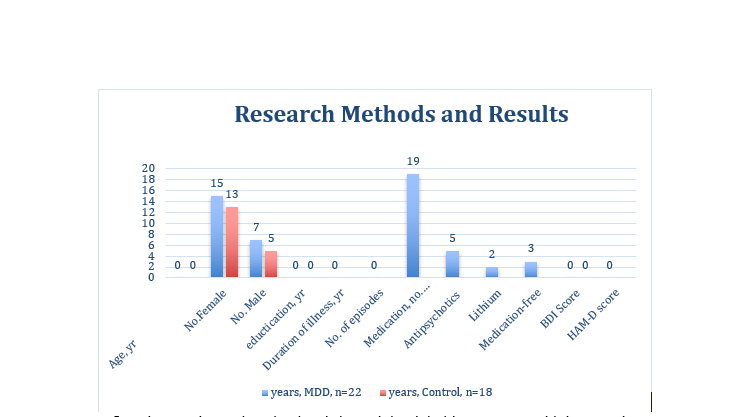 Research Methods and Results
20
18
16
14
12
10
8
6
4
2
0
0 0 15 13 7 5 0 0 0 0 19 5 2 3 0 0 0
Age, yr
No.Female
No. Male
eductication, yr
Duration of illness, yr
No. of episodes
Medication, no....
Antipsychotics
Lithium
Medication-free
BDI Score
HAM-D score
years, MDD, n=22 years, Control, n=18